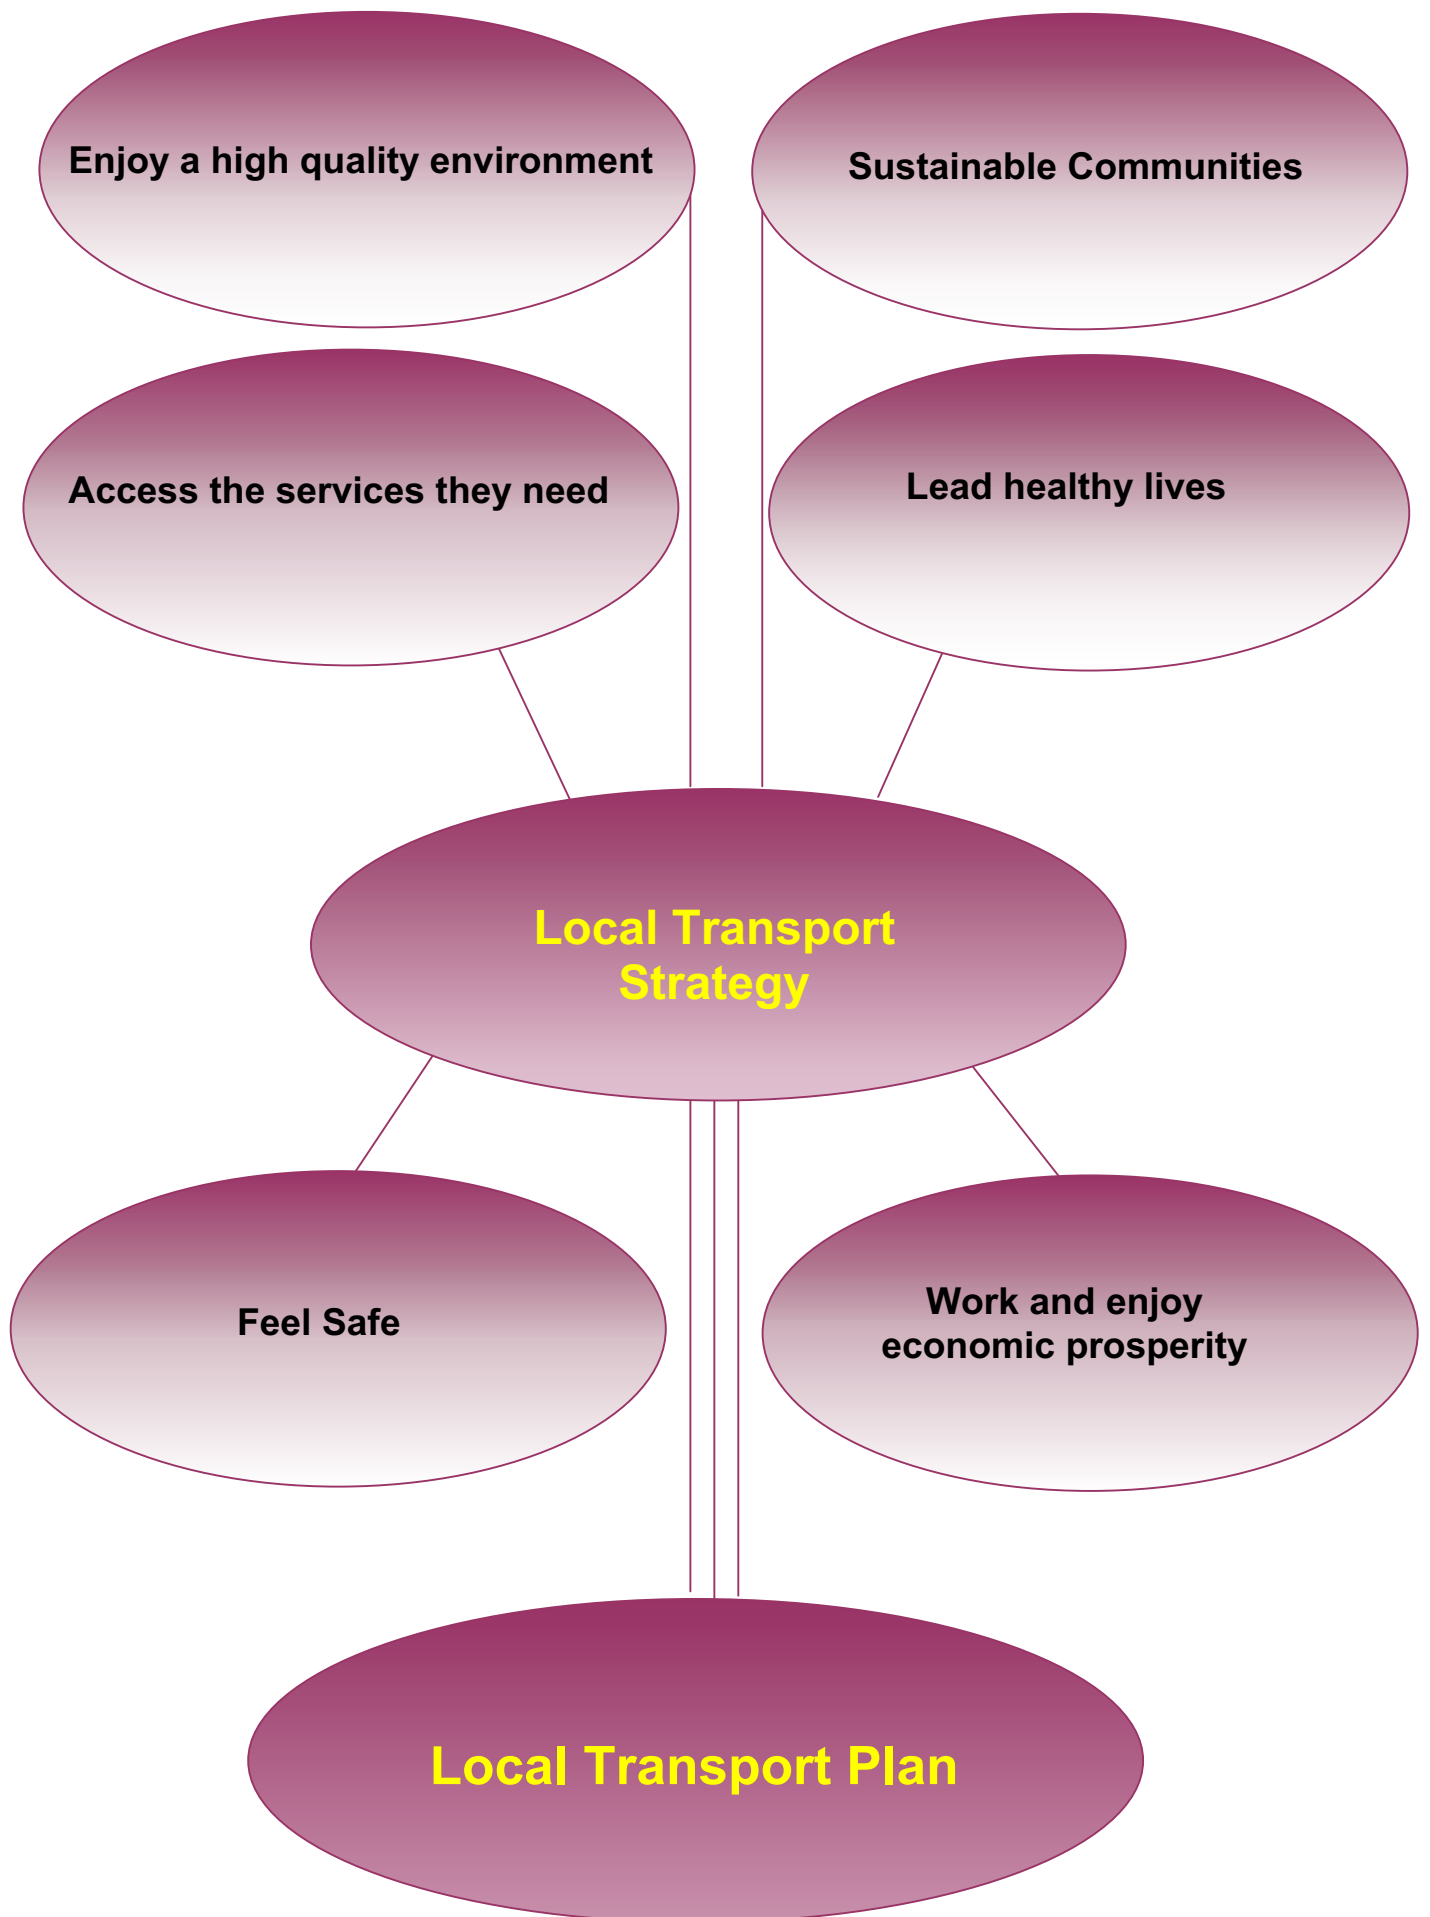 Enjoy a high quality environment
Sustainable Communities
Access the services they need
Lead healthy lives
Local Transport
Strategy
Feel Safe
Work and enjoy
economic prosperity
Local Transport Plan